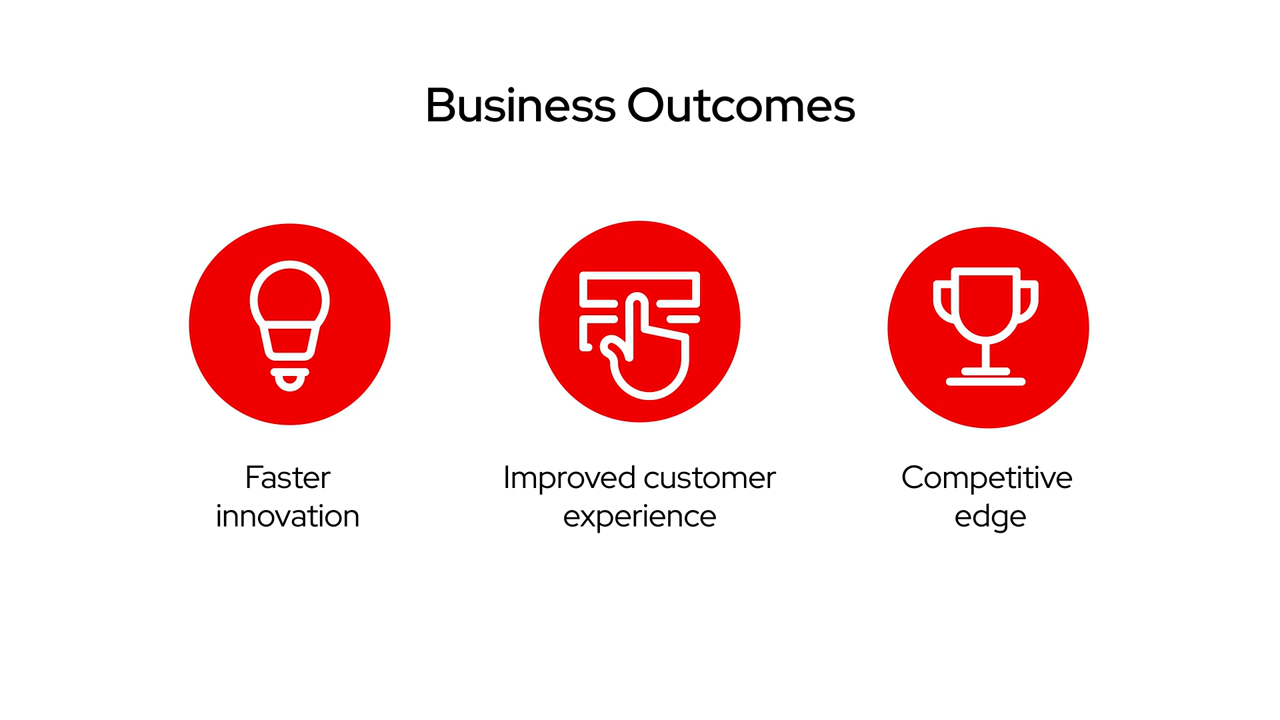 Business Outcomes
Faster
innovation
Improved customer
experience
Competitive
edge